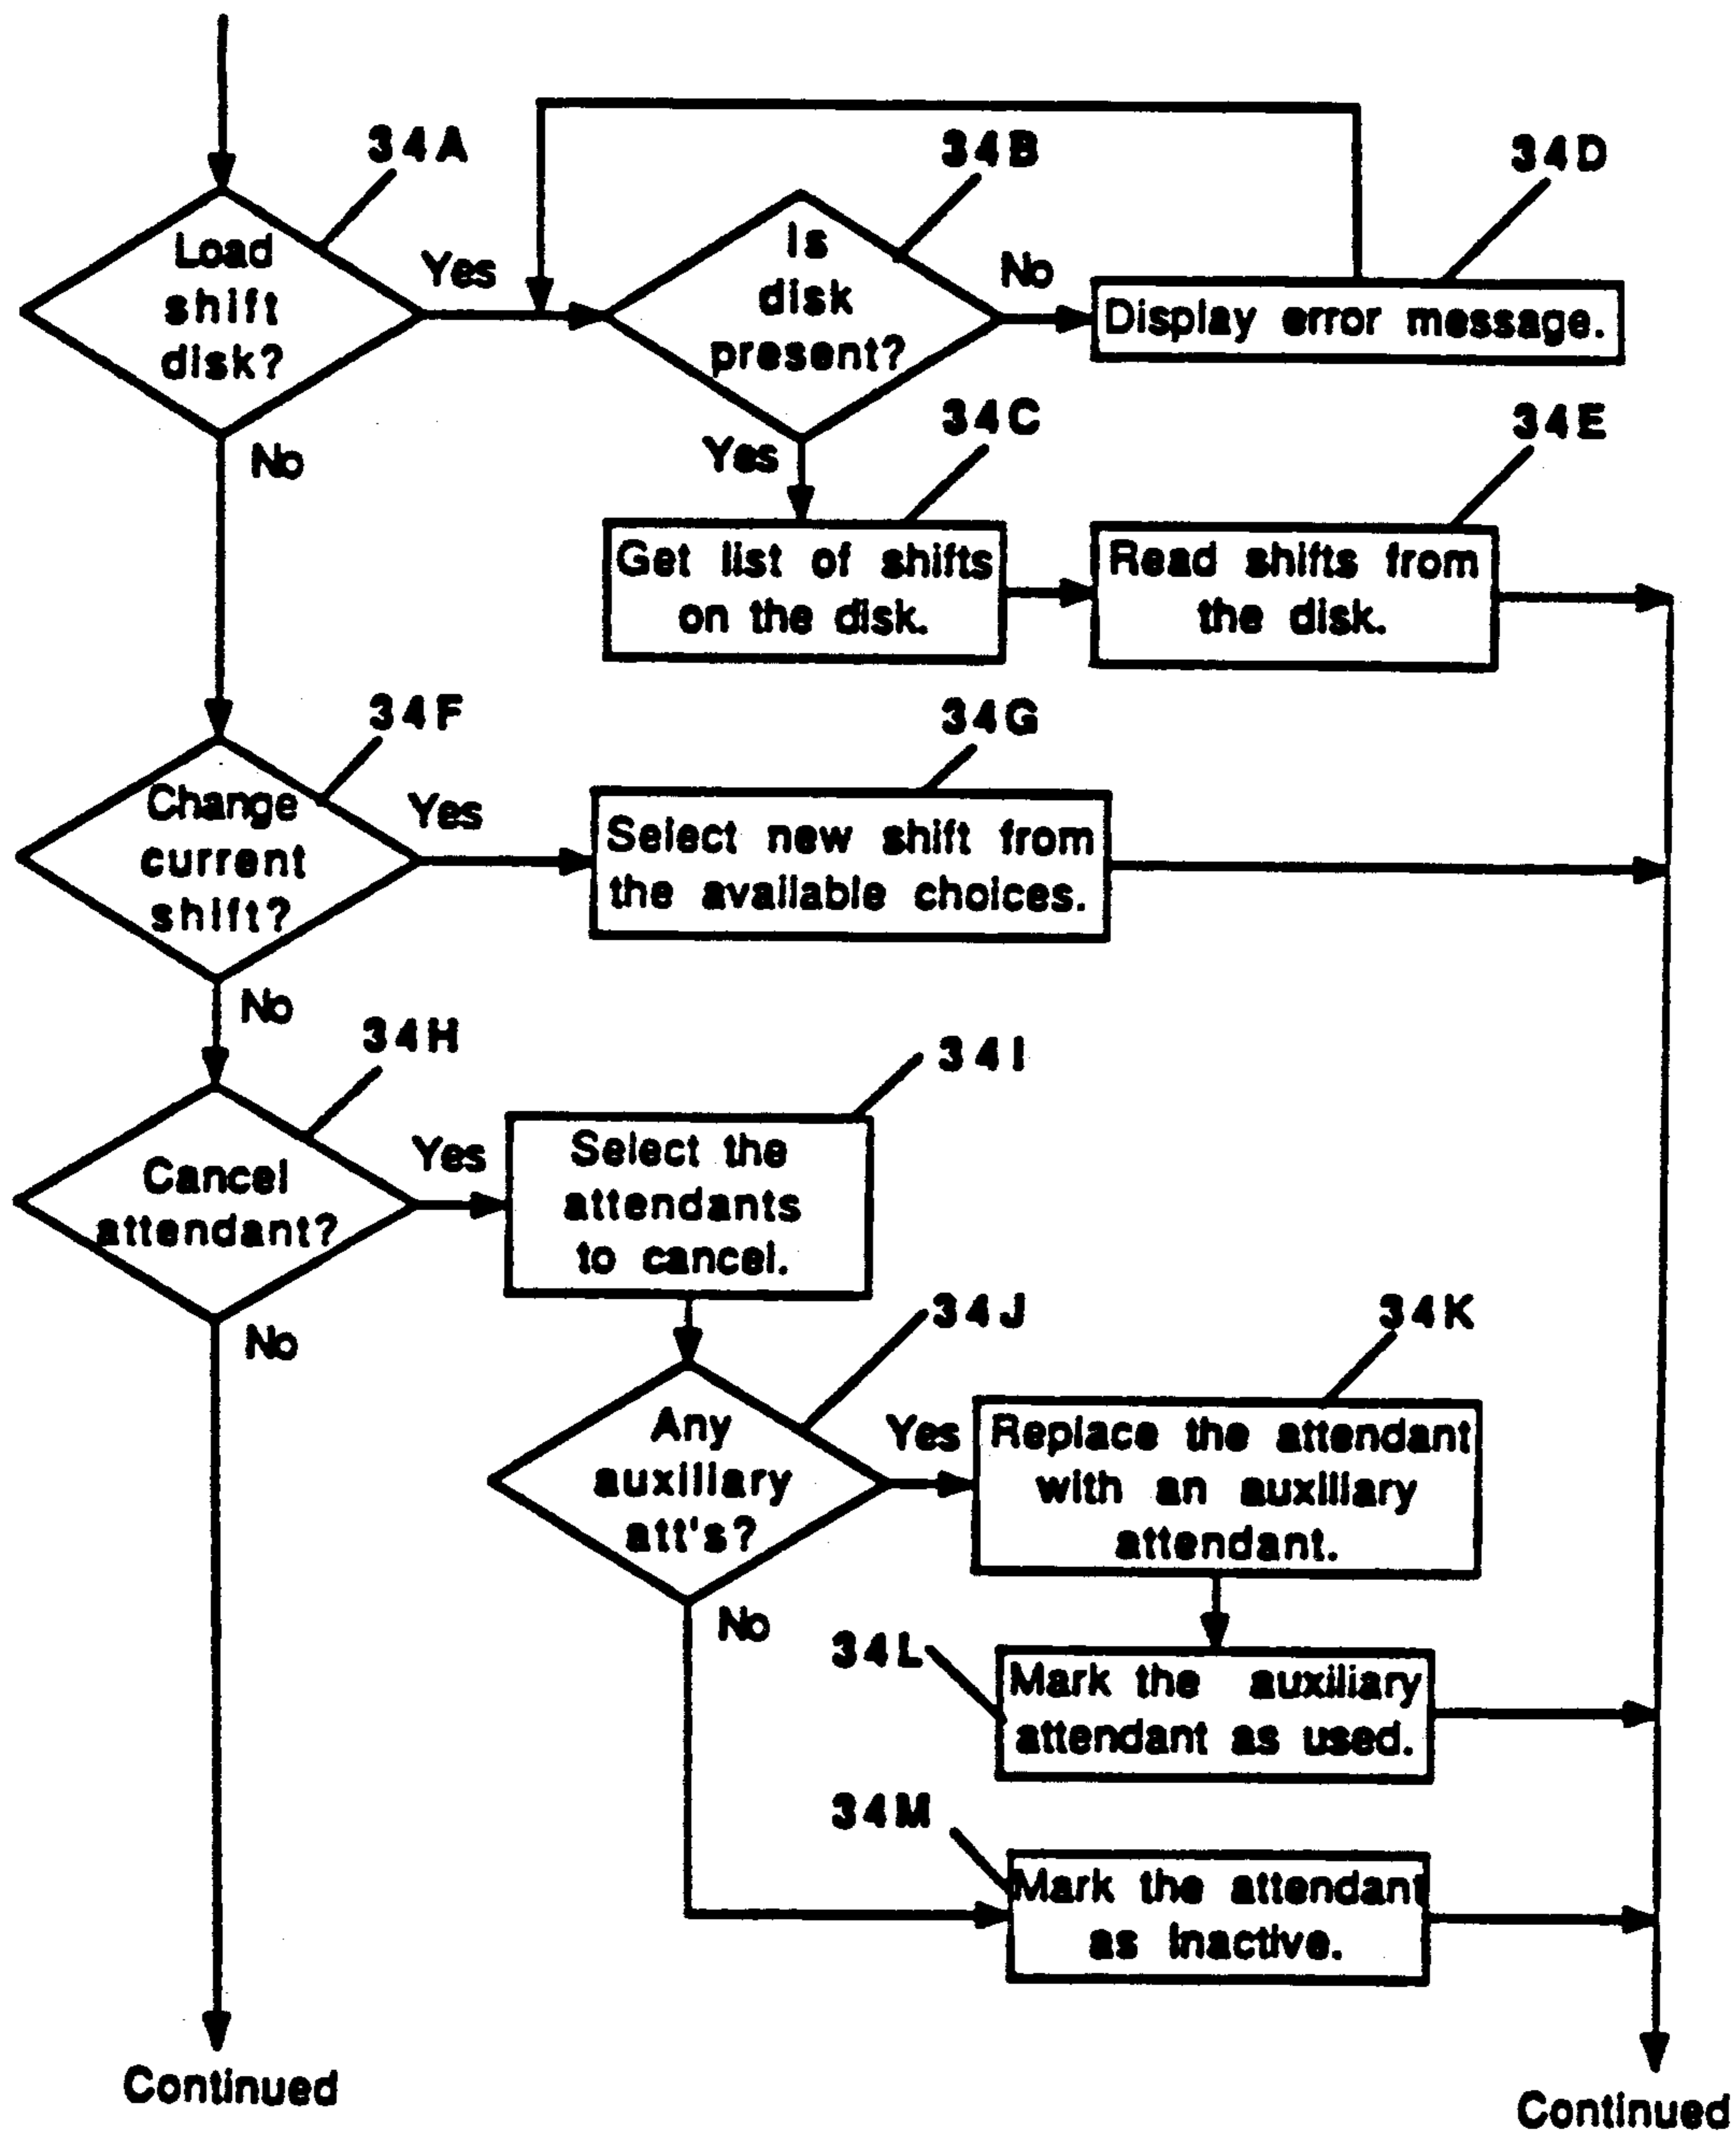 34A
34B
34D
Load
shift
disk?
Yes
Is
disk
present?
No
Display error message.
No
Yes
34C
34E
Get list of shifts
on the disk.
Read shifts from
the disk.
34F
34G
Change
current
shift?
Yes
Select new shift from
the available choices.
No
34H
34I
Cancel
attendant?
Yes
Select the
attendants
to cancel.
No
34J
34K
Any
auxiliary
att's?
Yes
Replace the attendant
with an auxiliary
attendant.
No
34L
Mark the auxiliary
attendant as used.
34M
Mark the attendant
as inactive.
Continued
Continued